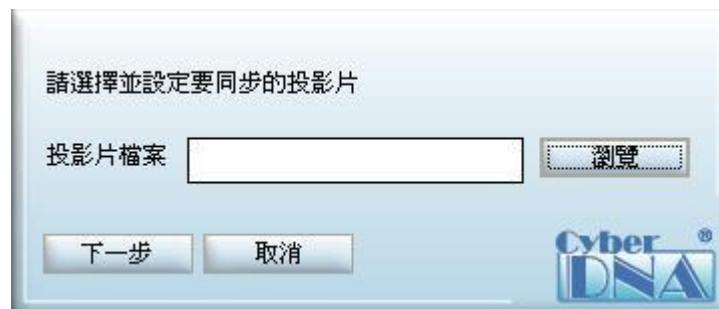 請選擇並設定要同步的投影片
投影片檔案
瀏覽
下一步
取消
Cyber ®
DNA